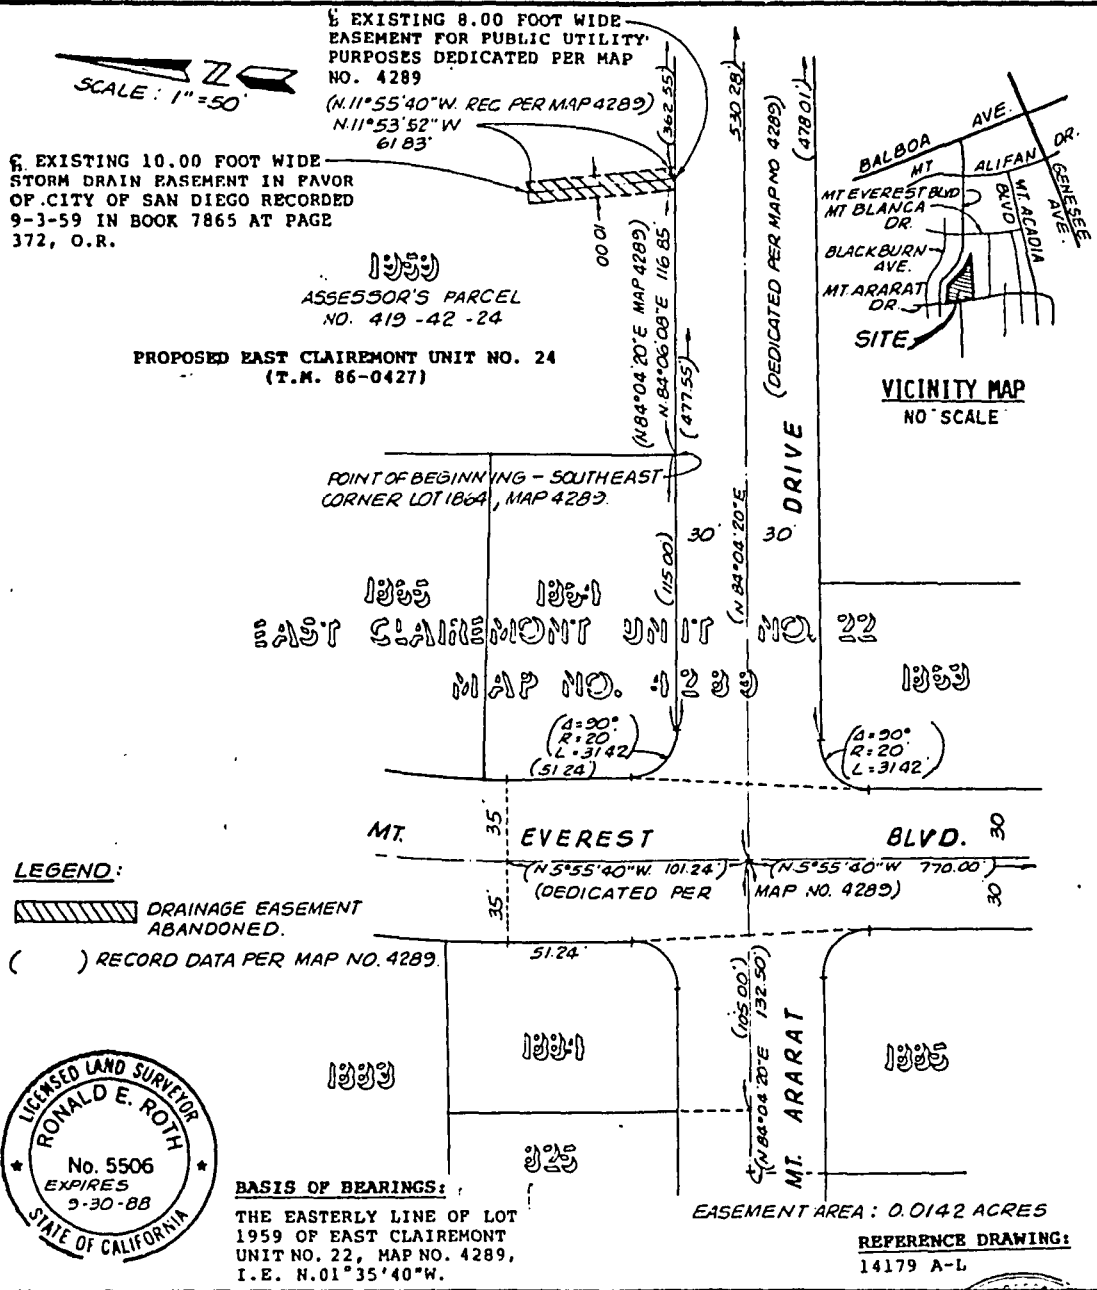 ℄ EXISTING 8.00 FOOT WIDE
EASEMENT FOR PUBLIC UTILITY
PURPOSES DEDICATED PER MAP
NO. 4289
(N.11°55'40"W. REC PER MAP 4289)
N.11°53'52"W
61.83'
SCALE: 1"=50'
℄ EXISTING 10.00 FOOT WIDE
STORM DRAIN EASEMENT IN FAVOR
OF CITY OF SAN DIEGO RECORDED
9-3-59 IN BOOK 7865 AT PAGE
372, O.R.
10.00
1959
ASSESSOR'S PARCEL
NO. 419-42-24
PROPOSED EAST CLAIREMONT UNIT NO. 24
(T.M. 86-0427)
(362.55)
530.28'
(478.01')
(N84°04'20"E MAP 4289)
N.84°06'08"E 116.85'
(477.55')
(DEDICATED PER MAP NO 4289)
DRIVE
BALBOA AVE.
MT ALIFAN DR.
MT EVEREST BLVD
MT BLANCA
DR.
MT. ACADIA
BLVD
GENESEE
AVE.
BLACKBURN
AVE.
MT. ARARAT
DR.
SITE
VICINITY MAP
NO SCALE
POINT OF BEGINNING - SOUTHEAST
CORNER LOT 1864, MAP 4289.
30'
30'
(115.00)
(N 84°04'20"E
1865
1864
EAST CLAIREMONT UNIT NO. 22
MAP NO. 4289
1863
(Δ=90°
R=20'
L=31.42)
(51.24')
(Δ=90°
R=20'
L=31.42')
35'
MT. EVEREST BLVD.
30
(N.5°55'40"W. 101.24')
(N.5°55'40"W 770.00')
(DEDICATED PER MAP NO. 4289)
35'
30
51.24'
LEGEND:
DRAINAGE EASEMENT
ABANDONED.
( ) RECORD DATA PER MAP NO. 4289.
(105.00')
(N84°04'20"E 132.50')
MT. ARARAT
1884
1883
1885
825
LICENSED LAND SURVEYOR
RONALD E. ROTH
No. 5506
EXPIRES
9-30-88
STATE OF CALIFORNIA
BASIS OF BEARINGS:
THE EASTERLY LINE OF LOT
1959 OF EAST CLAIREMONT
UNIT NO. 22, MAP NO. 4289,
I.E. N.01°35'40"W.
EASEMENT AREA: 0.0142 ACRES
REFERENCE DRAWING:
14179 A-L